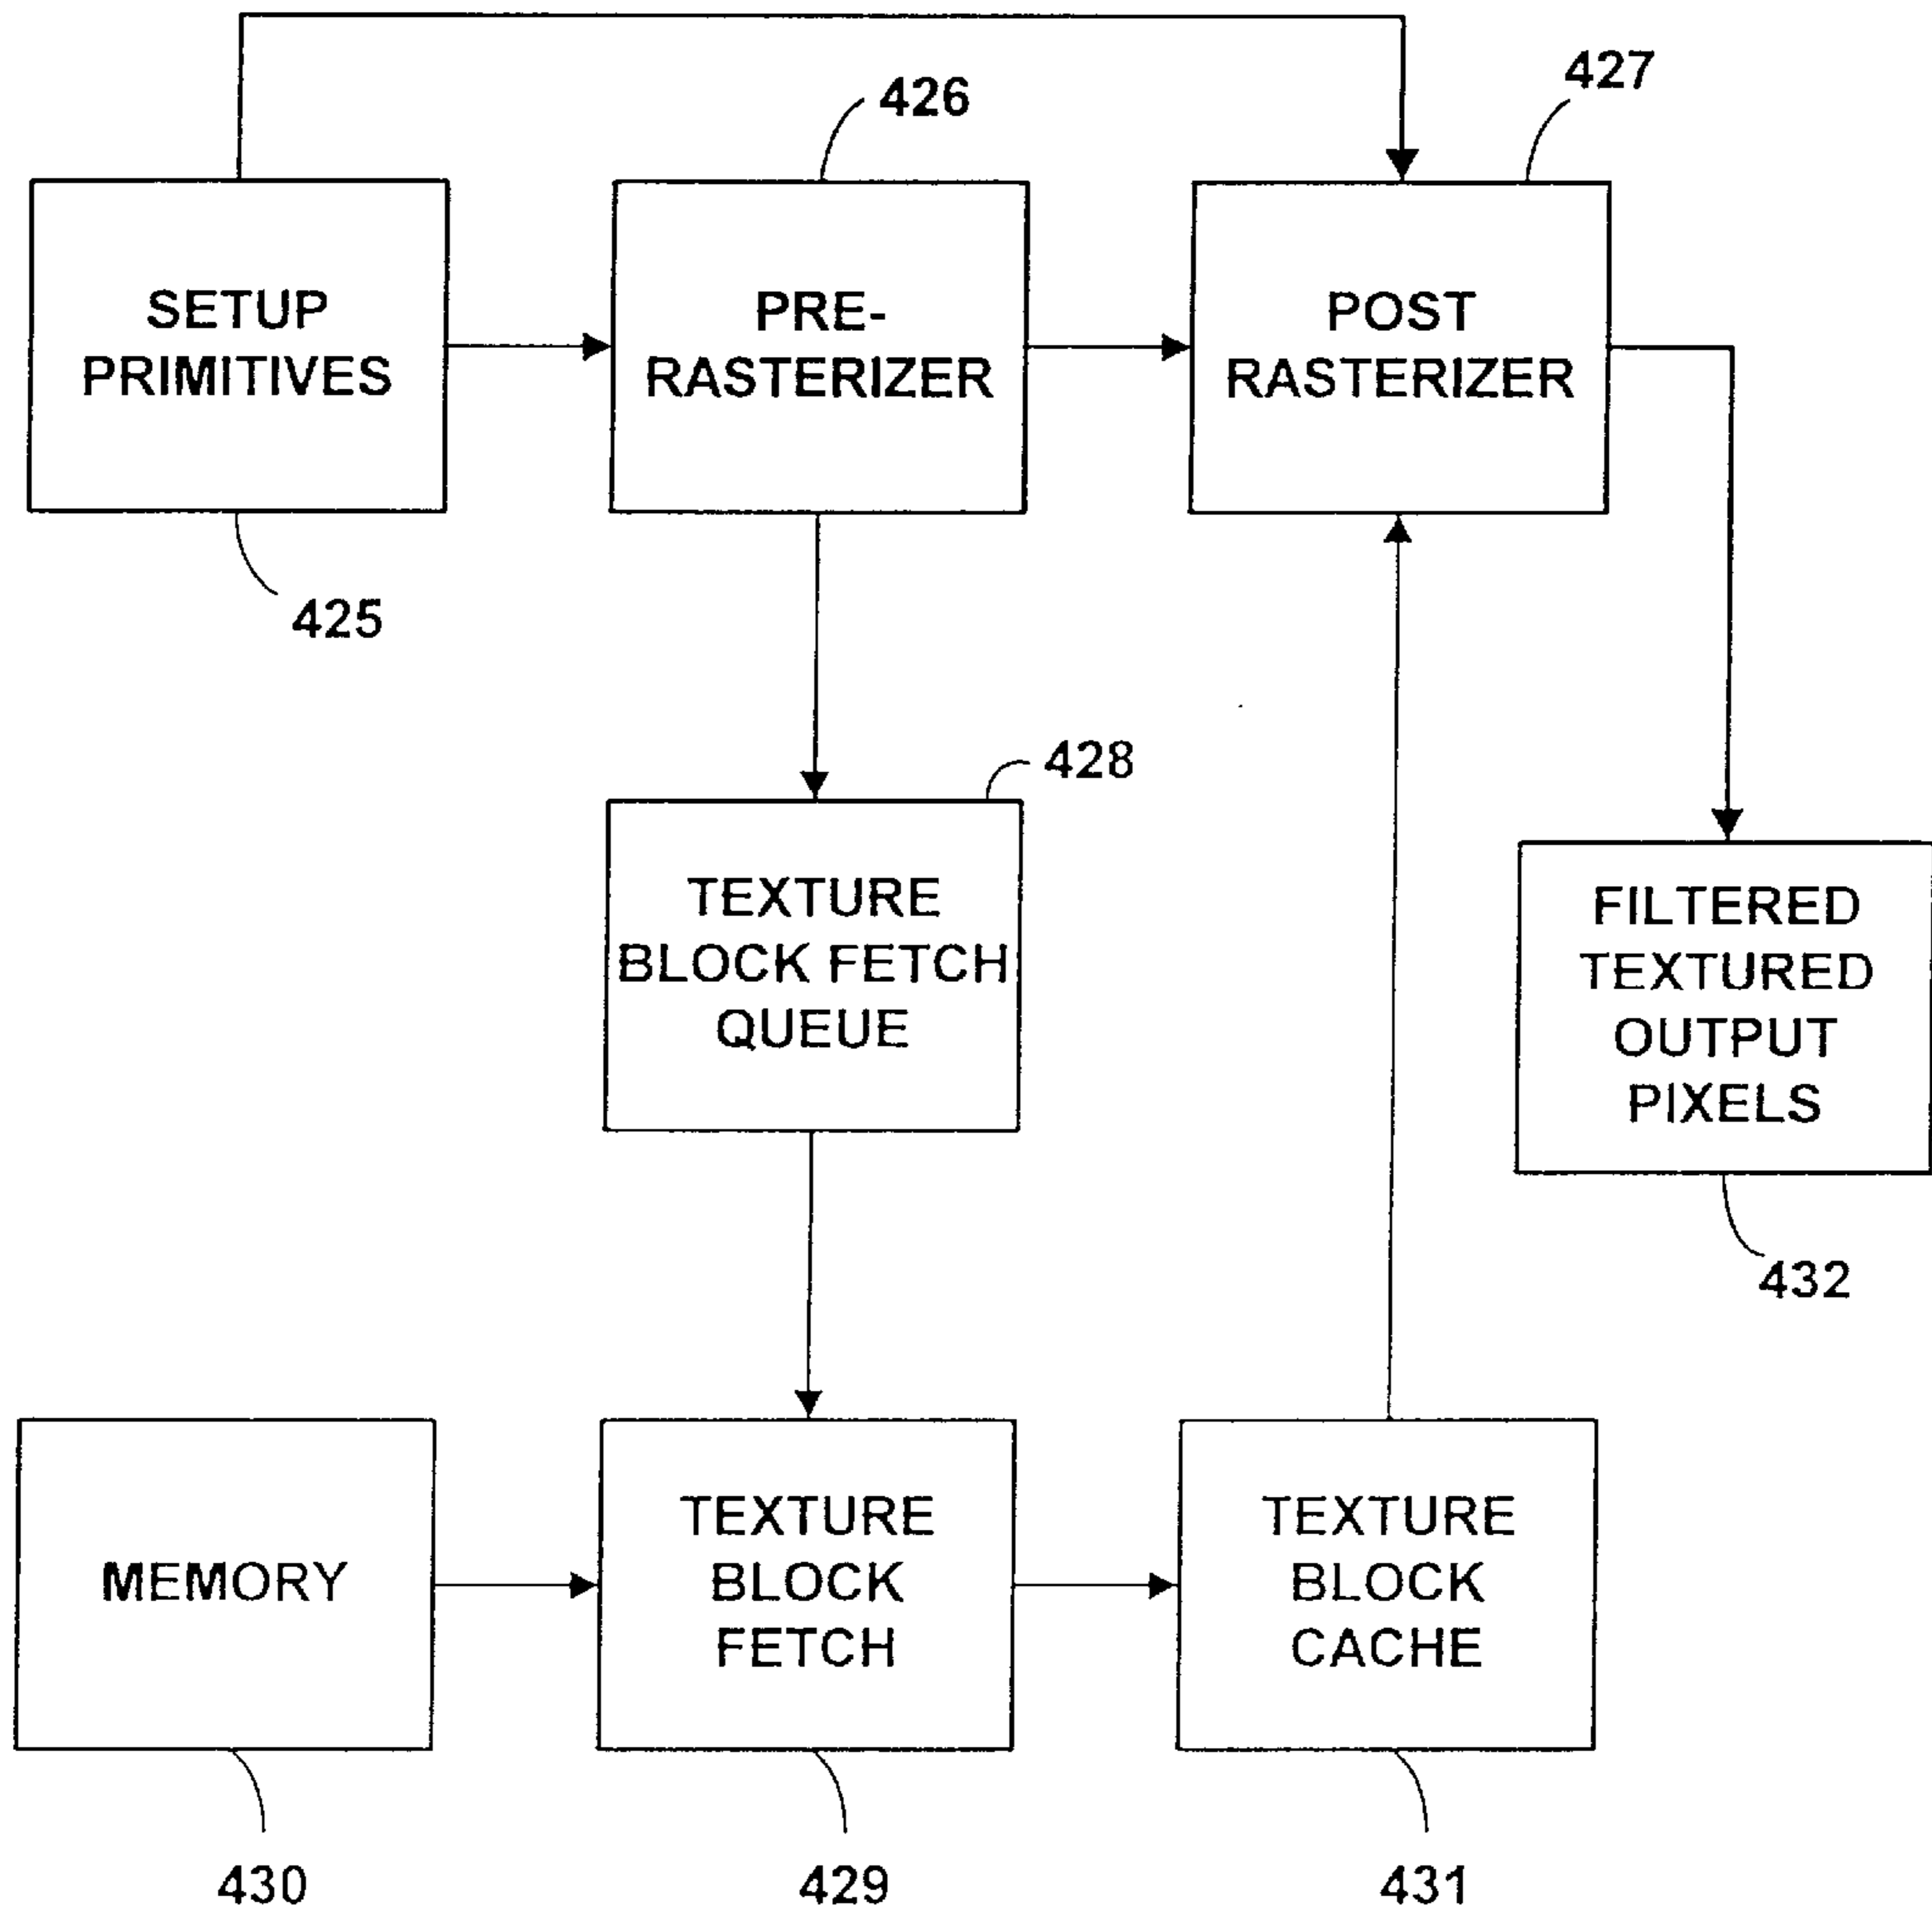 426
427
SETUP
PRIMITIVES
PRE-
RASTERIZER
POST
RASTERIZER
425
428
TEXTURE
BLOCK FETCH
QUEUE
FILTERED
TEXTURED
OUTPUT
PIXELS
432
MEMORY
TEXTURE
BLOCK
FETCH
TEXTURE
BLOCK
CACHE
430
429
431